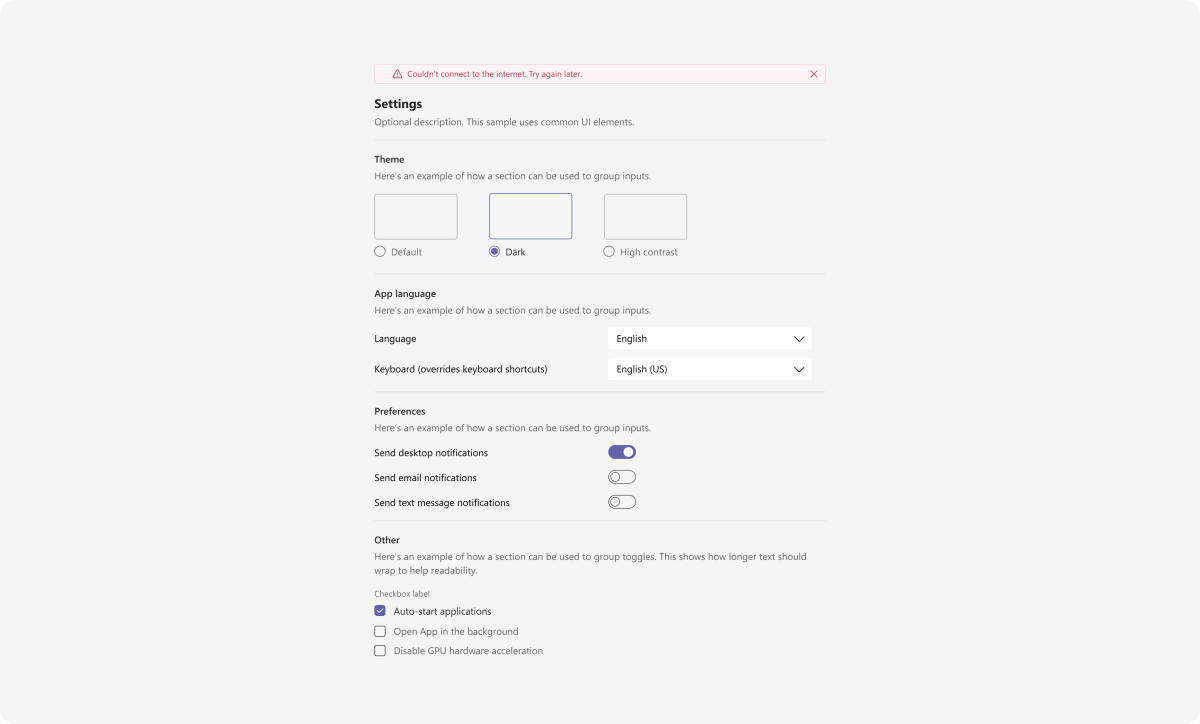 Couldn't connect to the internet. Try again later.
Settings
Optional description. This sample uses common UI elements.
Theme
Here's an example of how a section can be used to group inputs.
Default
Dark
High contrast
App language
Here's an example of how a section can be used to group inputs.
Language
English
Keyboard (overrides keyboard shortcuts)
English (US)
Preferences
Here's an example of how a section can be used to group inputs.
Send desktop notifications
Send email notifications
Send text message notifications
Other
Here's an example of how a section can be used to group toggles. This shows how longer text should
wrap to help readability.
Checkbox label
Auto-start applications
Open App in the background
Disable GPU hardware acceleration